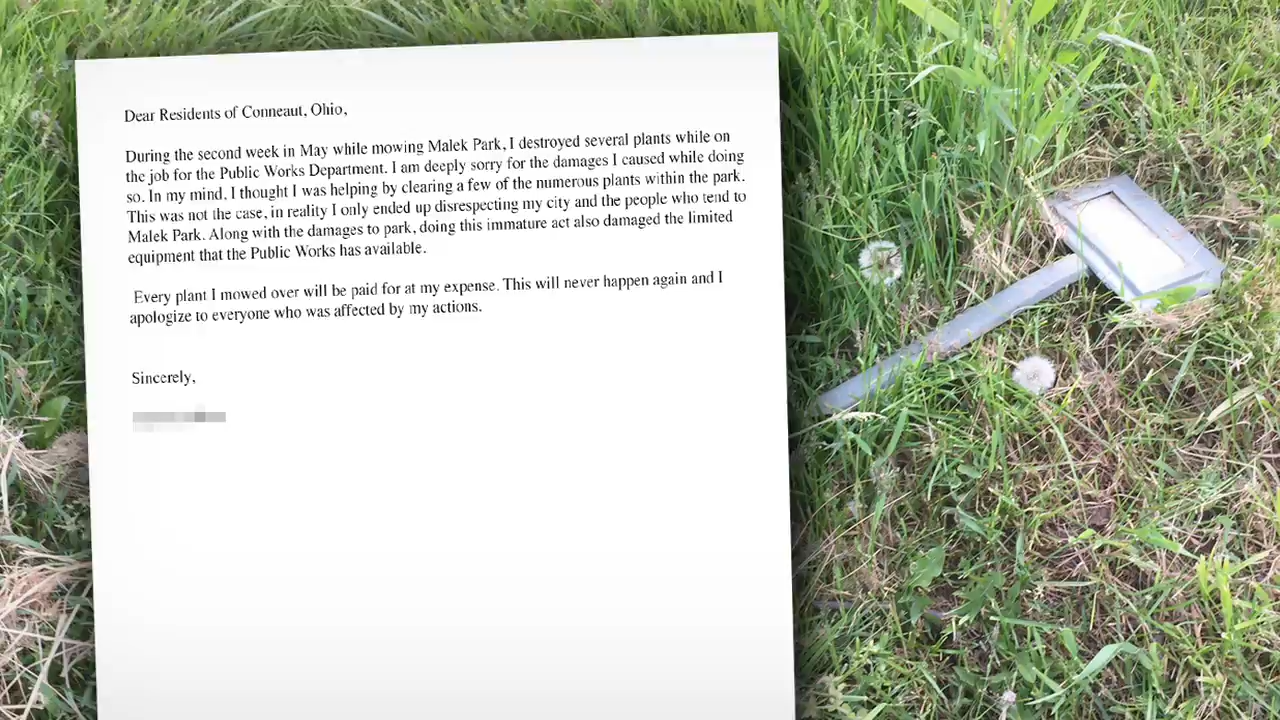 Dear Residents of Conneaut, Ohio,
During the second week in May while mowing Malek Park, I destroyed several plants while on
the job for the Public Works Department. I am deeply sorry for the damages I caused while doing
so. In my mind, I thought I was helping by clearing a few of the numerous plants within the park.
This was not the case, in reality I only ended up disrespecting my city and the people who tend to
Malek Park. Along with the damages to park, doing this immature act also damaged the limited
equipment that the Public Works has available.
Every plant I mowed over will be paid for at my expense. This will never happen again and I
apologize to everyone who was affected by my actions.
Sincerely,